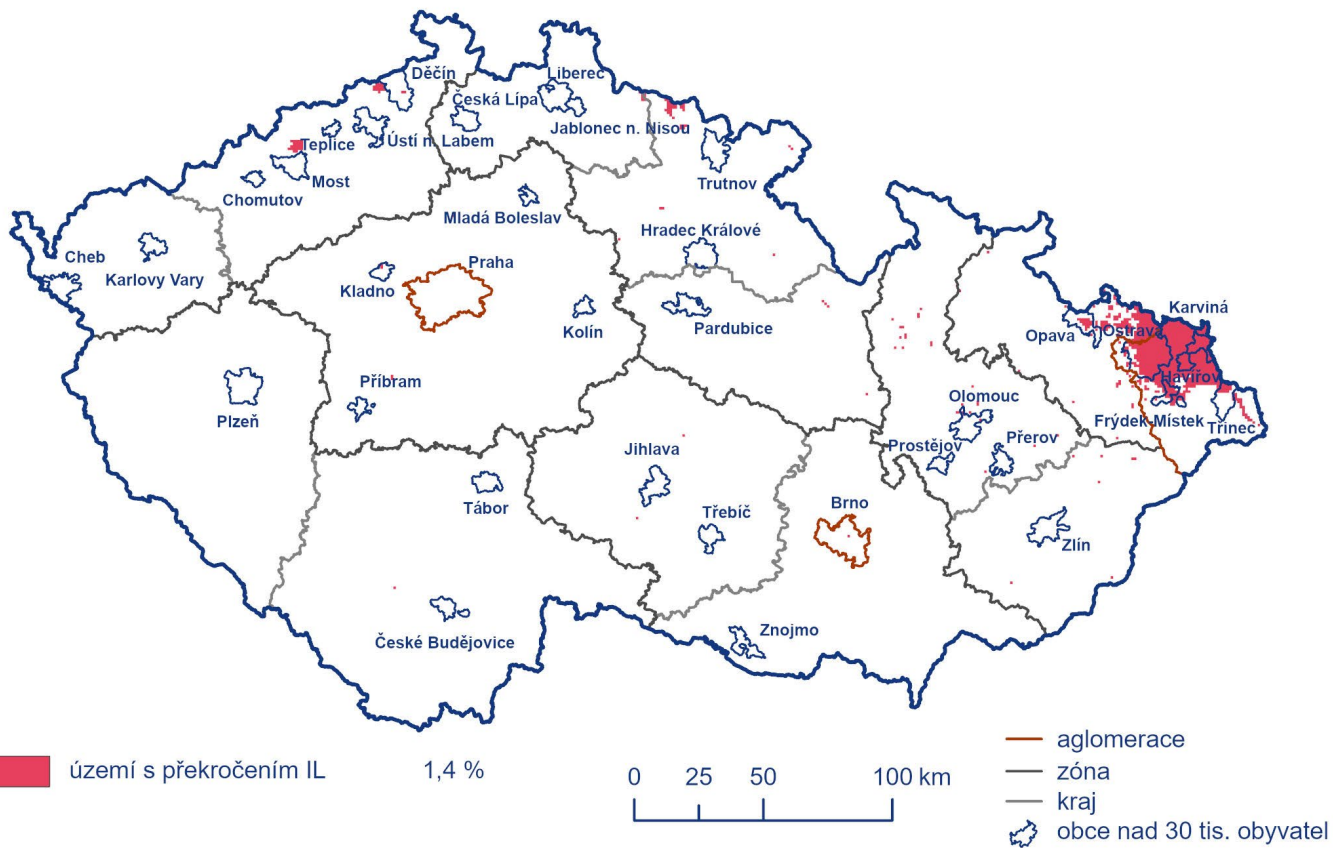 Děčín
Liberec
Česká Lípa
Jablonec n. Nisou
Teplice
Ústí n. Labem
Most
Chomutov
Trutnov
Mladá Boleslav
Hradec Králové
Cheb
Karlovy Vary
Praha
Kladno
Kolín
Pardubice
Karviná
Opava
Ostrava
Havířov
Příbram
Plzeň
Olomouc
Frýdek-Místek
Třinec
Prostějov
Přerov
Jihlava
Tábor
Třebíč
Brno
Zlín
České Budějovice
Znojmo
území s překročením IL 1,4 %
0 25 50 100 km
aglomerace
zóna
kraj
obce nad 30 tis. obyvatel